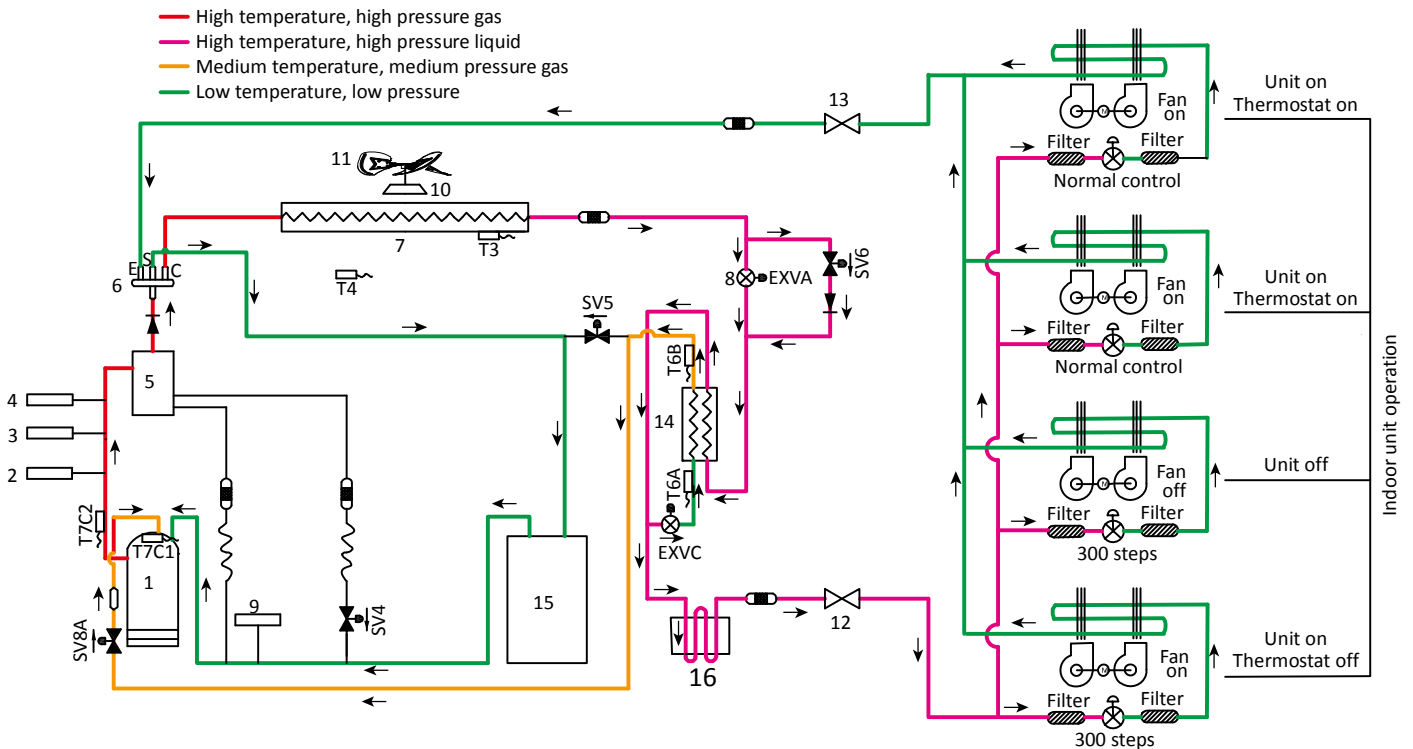 High temperature, high pressure gas
High temperature, high pressure liquid
Medium temperature, medium pressure gas
Low temperature, low pressure
13
11
10
7
T3
T4
E
S
C
6
8
EXVA
SV6
SV5
T6B
14
T6A
EXVC
5
4
3
2
T7C2
T7C1
1
SV8A
9
SV4
15
16
12
Fan
on
Filter
Filter
Normal control
Unit on
Thermostat on
M
Fan
on
Filter
Filter
Normal control
Unit on
Thermostat on
M
Fan
off
Filter
Filter
300 steps
Unit off
M
Fan
on
Filter
Filter
300 steps
Unit on
Thermostat off
M
Indoor unit operation